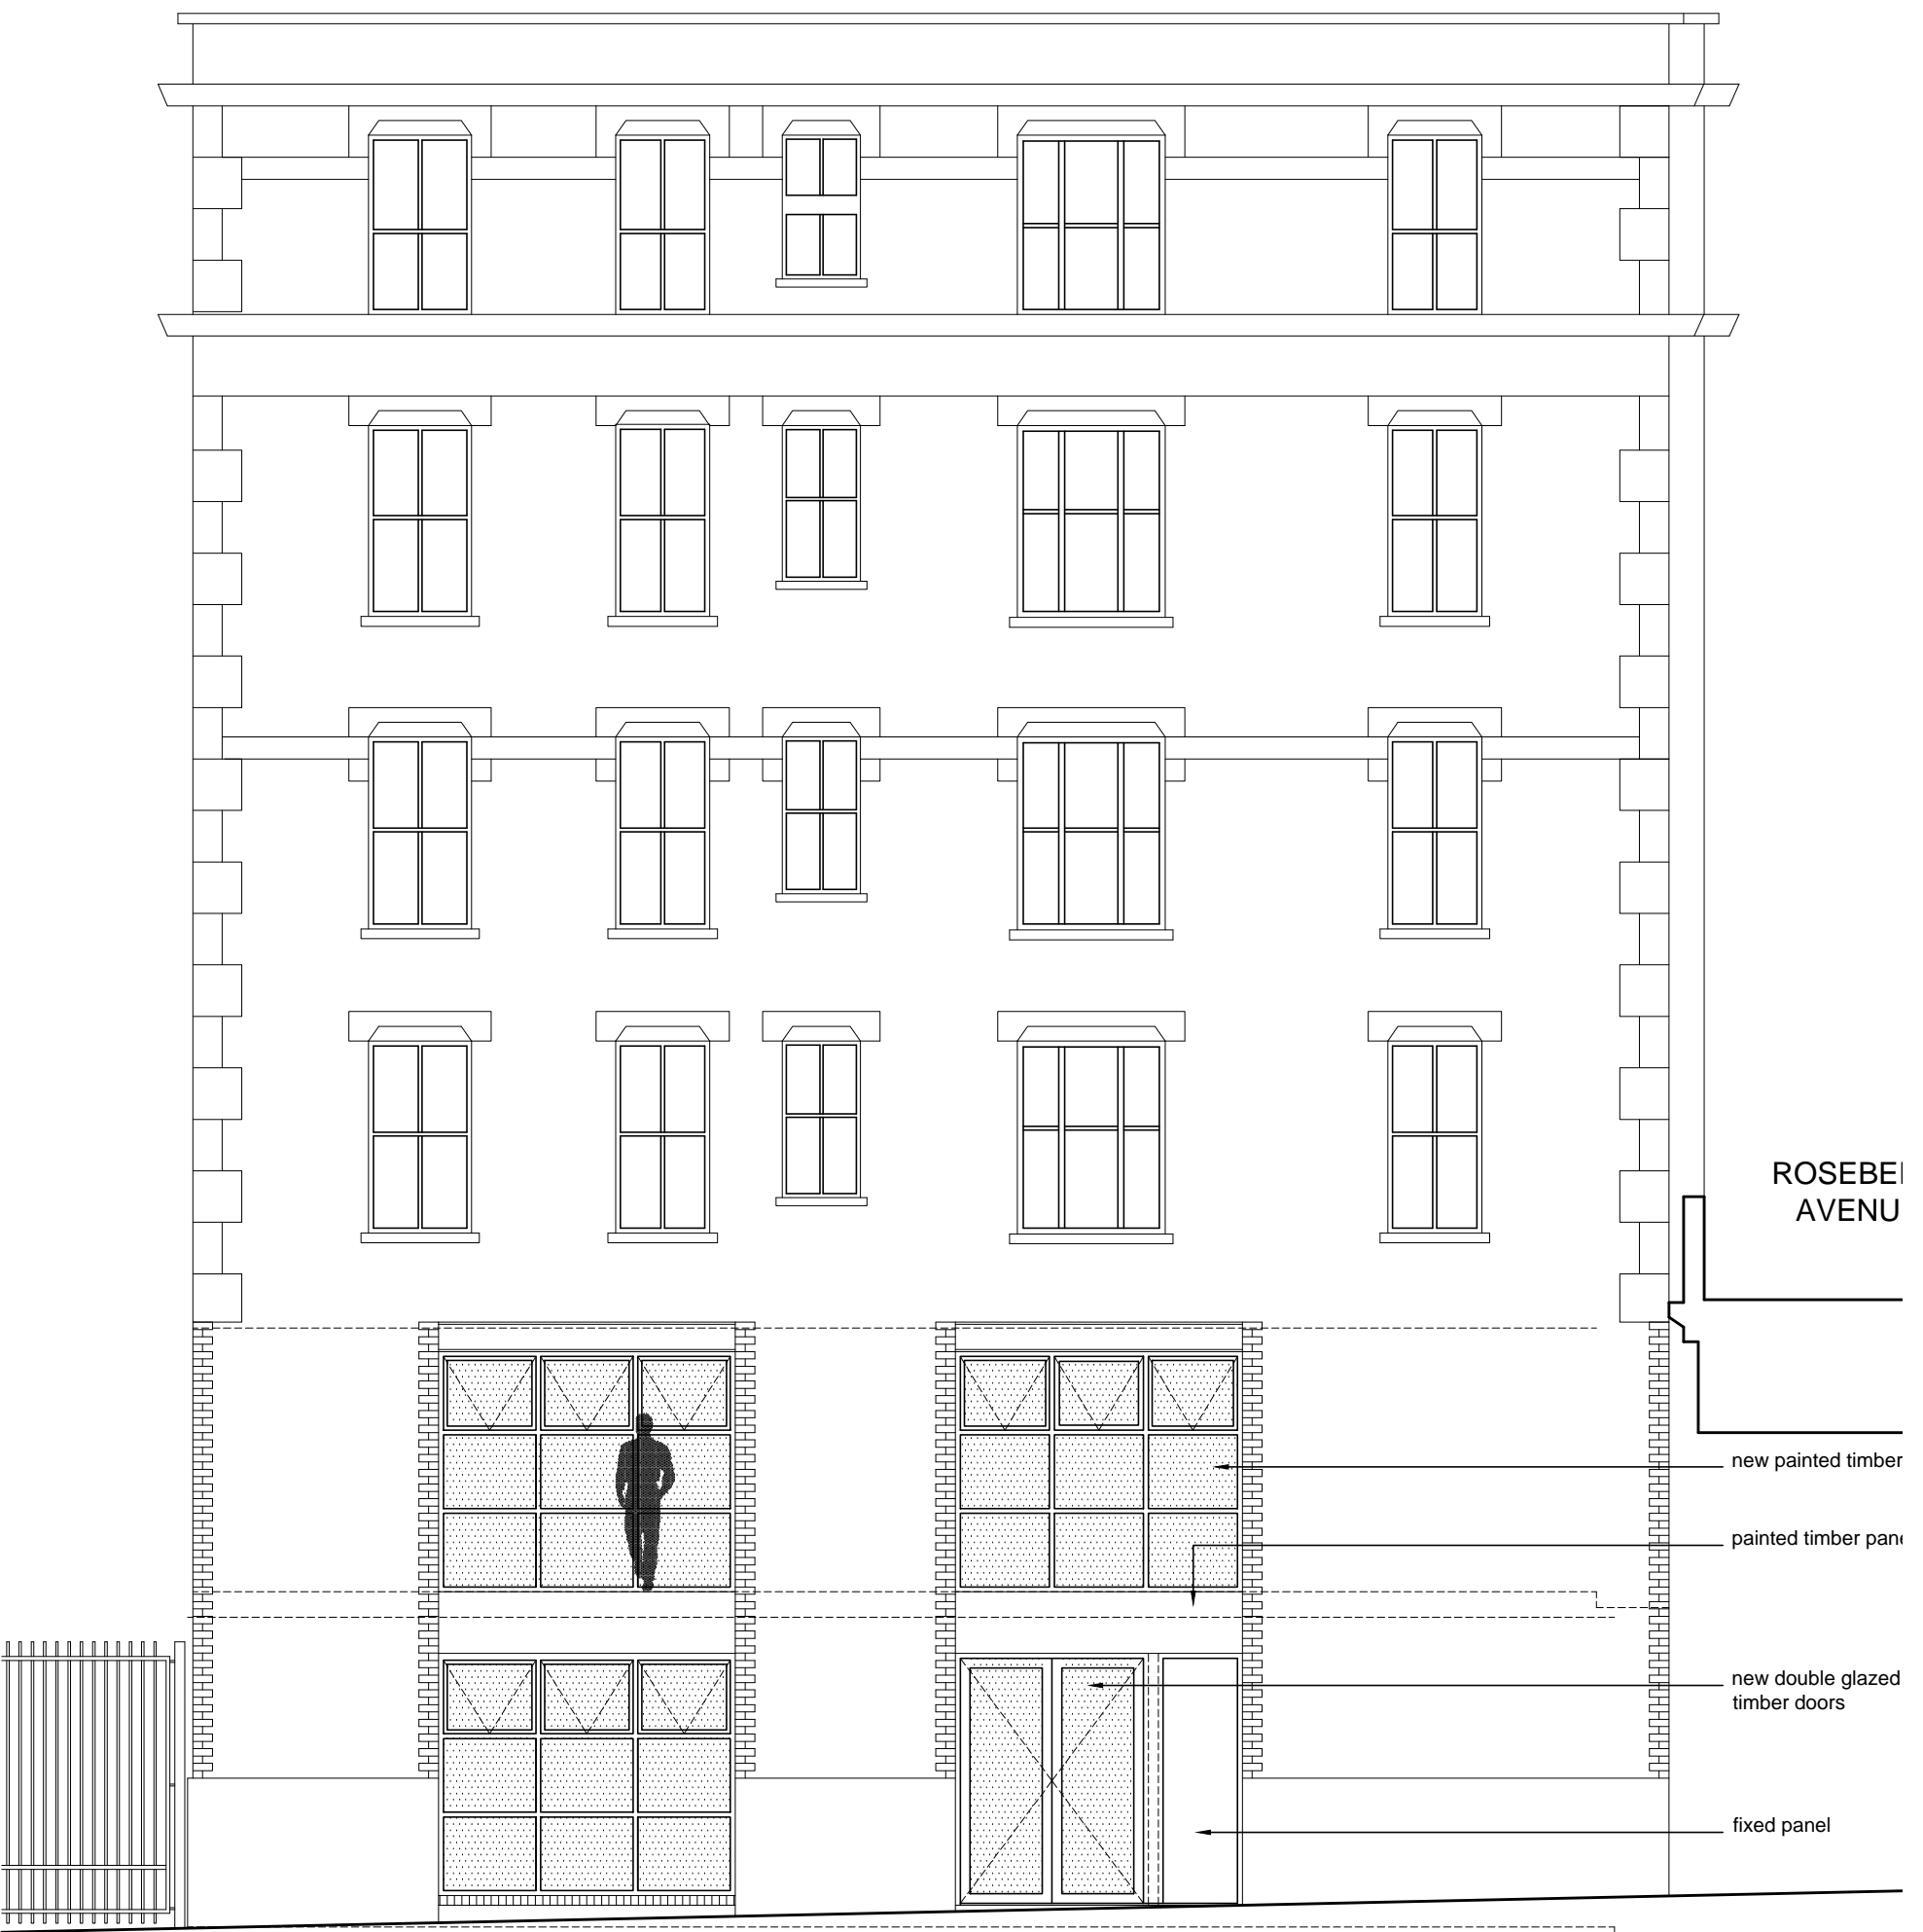 ROSEBE
AVENU
new painted timber
painted timber pan
new double glazed
timber doors
fixed panel